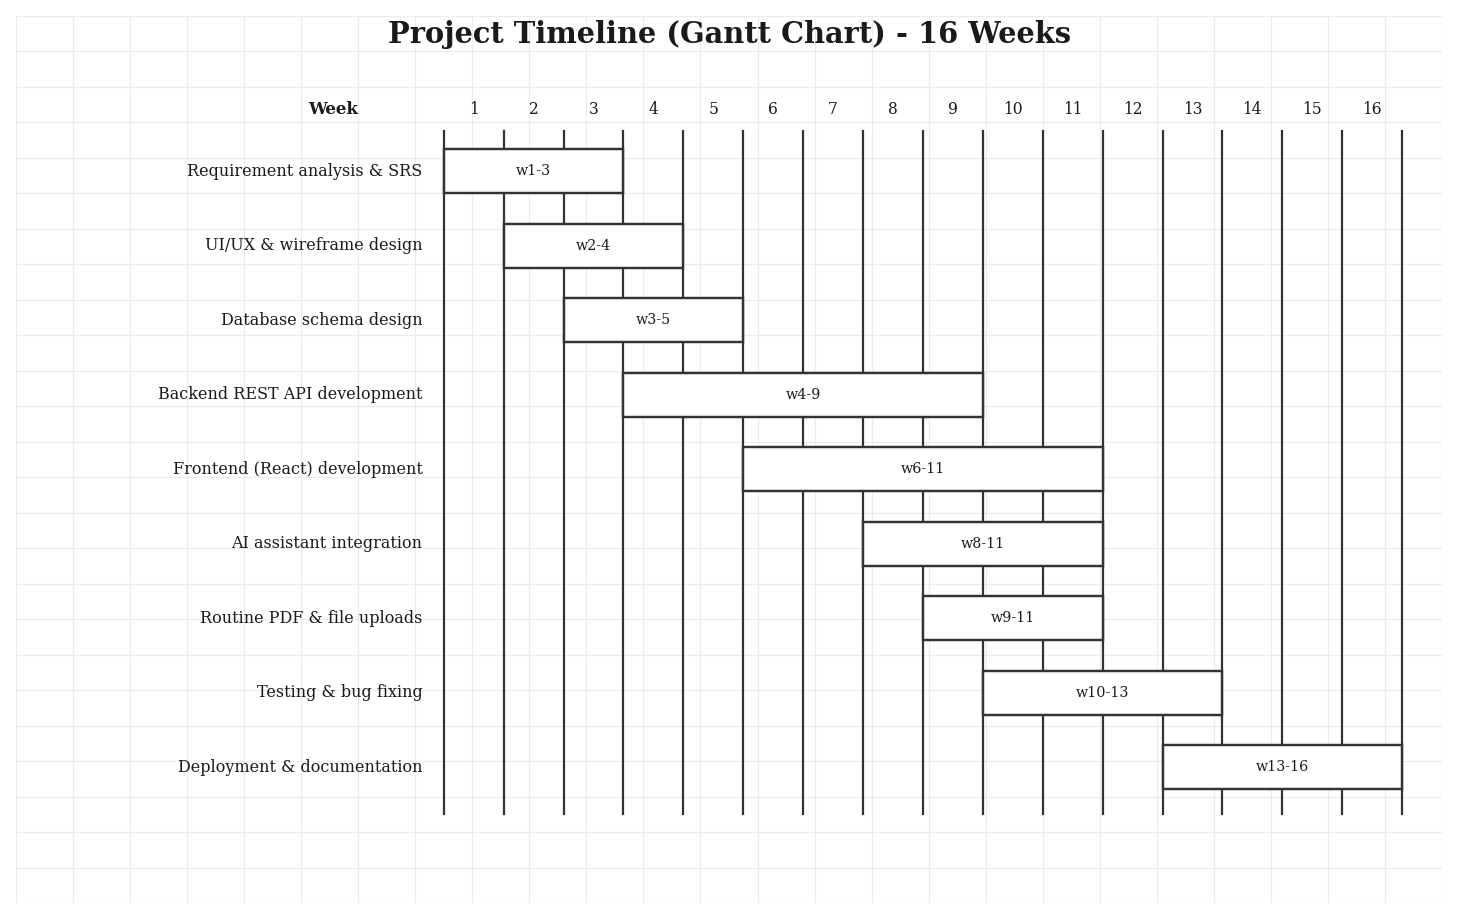 Project Timeline (Gantt Chart) - 16 Weeks
Week 1 2 3 4 5 6 7 8 9 10 11 12 13 14 15 16
Requirement analysis & SRS w1-3
UI/UX & wireframe design w2-4
Database schema design w3-5
Backend REST API development w4-9
Frontend (React) development w6-11
AI assistant integration w8-11
Routine PDF & file uploads w9-11
Testing & bug fixing w10-13
Deployment & documentation w13-16